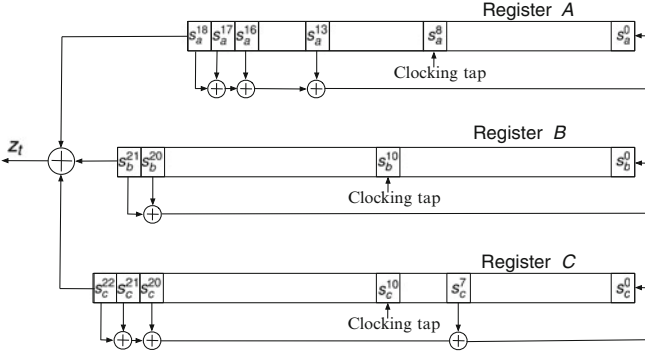 Register A
s_a^18 s_a^17 s_a^16 s_a^13 s_a^8 s_a^0
Clocking tap
Register B
z_t
s_b^21 s_b^20 s_b^10 s_b^0
Clocking tap
Register C
s_c^22 s_c^21 s_c^20 s_c^10 s_c^7 s_c^0
Clocking tap